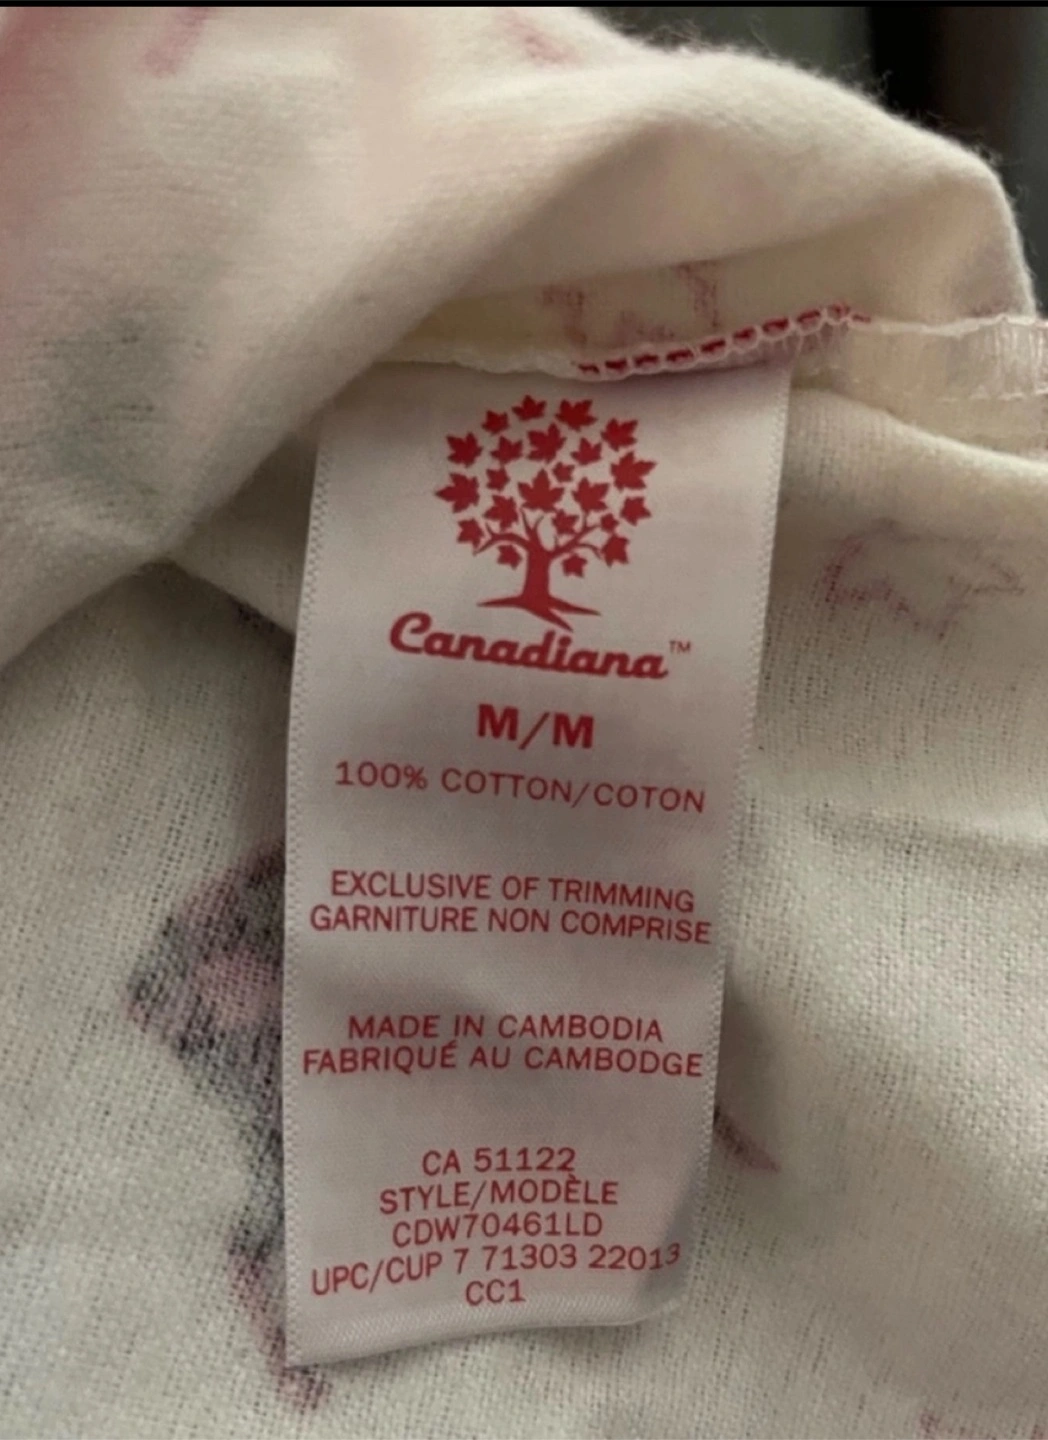 Canadiana™
M/M
100% COTTON/COTON
EXCLUSIVE OF TRIMMING
GARNITURE NON COMPRISE
MADE IN CAMBODIA
FABRIQUÉ AU CAMBODGE
CA 51122
STYLE/MODÈLE
CDW70461LD
UPC/CUP 7 71303 22013
CC1